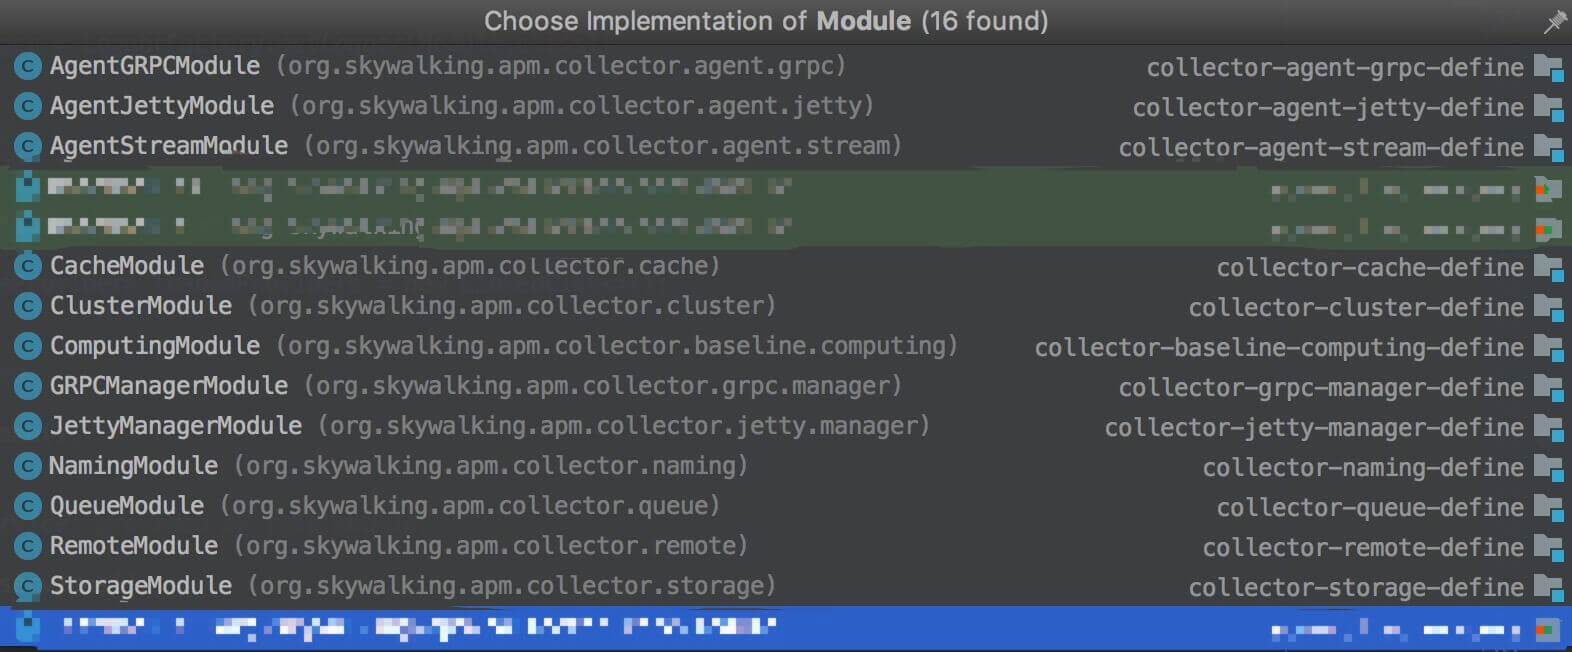 Choose Implementation of Module (16 found)
AgentGRPCModule (org.skywalking.apm.collector.agent.grpc) collector-agent-grpc-define
AgentJettyModule (org.skywalking.apm.collector.agent.jetty) collector-agent-jetty-define
AgentStreamModule (org.skywalking.apm.collector.agent.stream) collector-agent-stream-define
CacheModule (org.skywalking.apm.collector.cache) collector-cache-define
ClusterModule (org.skywalking.apm.collector.cluster) collector-cluster-define
ComputingModule (org.skywalking.apm.collector.baseline.computing) collector-baseline-computing-define
GRPCManagerModule (org.skywalking.apm.collector.grpc.manager) collector-grpc-manager-define
JettyManagerModule (org.skywalking.apm.collector.jetty.manager) collector-jetty-manager-define
NamingModule (org.skywalking.apm.collector.naming) collector-naming-define
QueueModule (org.skywalking.apm.collector.queue) collector-queue-define
RemoteModule (org.skywalking.apm.collector.remote) collector-remote-define
StorageModule (org.skywalking.apm.collector.storage) collector-storage-define